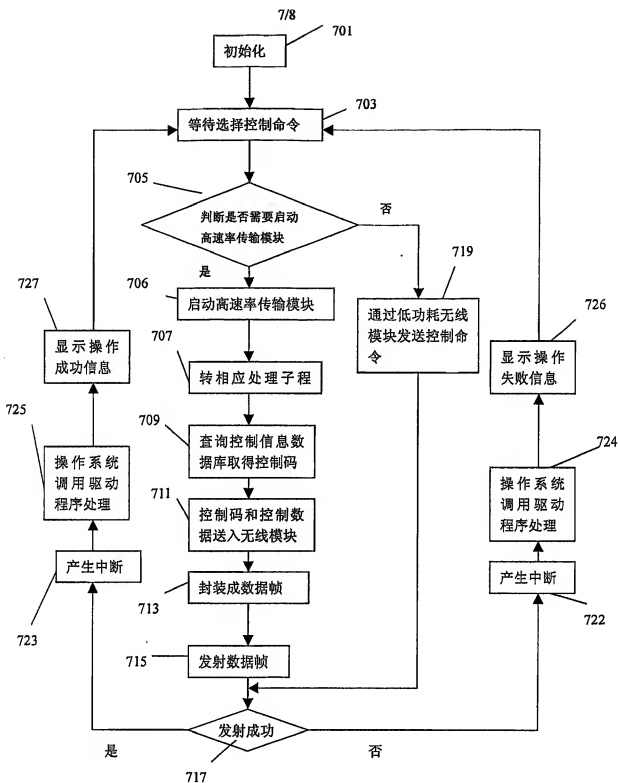 7/8
701
初始化
703
等待选择控制命令
705
否
判断是否需要启动
高速率传输模块
是
719
706
727
启动高速率传输模块
通过低功耗无线
模块发送控制命
令
726
显示操作
成功信息
707
转相应处理子程
显示操作
失败信息
709
725
查询控制信息数
据库取得控制码
724
操作系统
调用驱动
程序处理
711
控制码和控制数
据送入无线模块
操作系统
调用驱动
程序处理
产生中断
713
封装成数据帧
产生中断
723
722
715
发射数据帧
发射成功
是
否
717